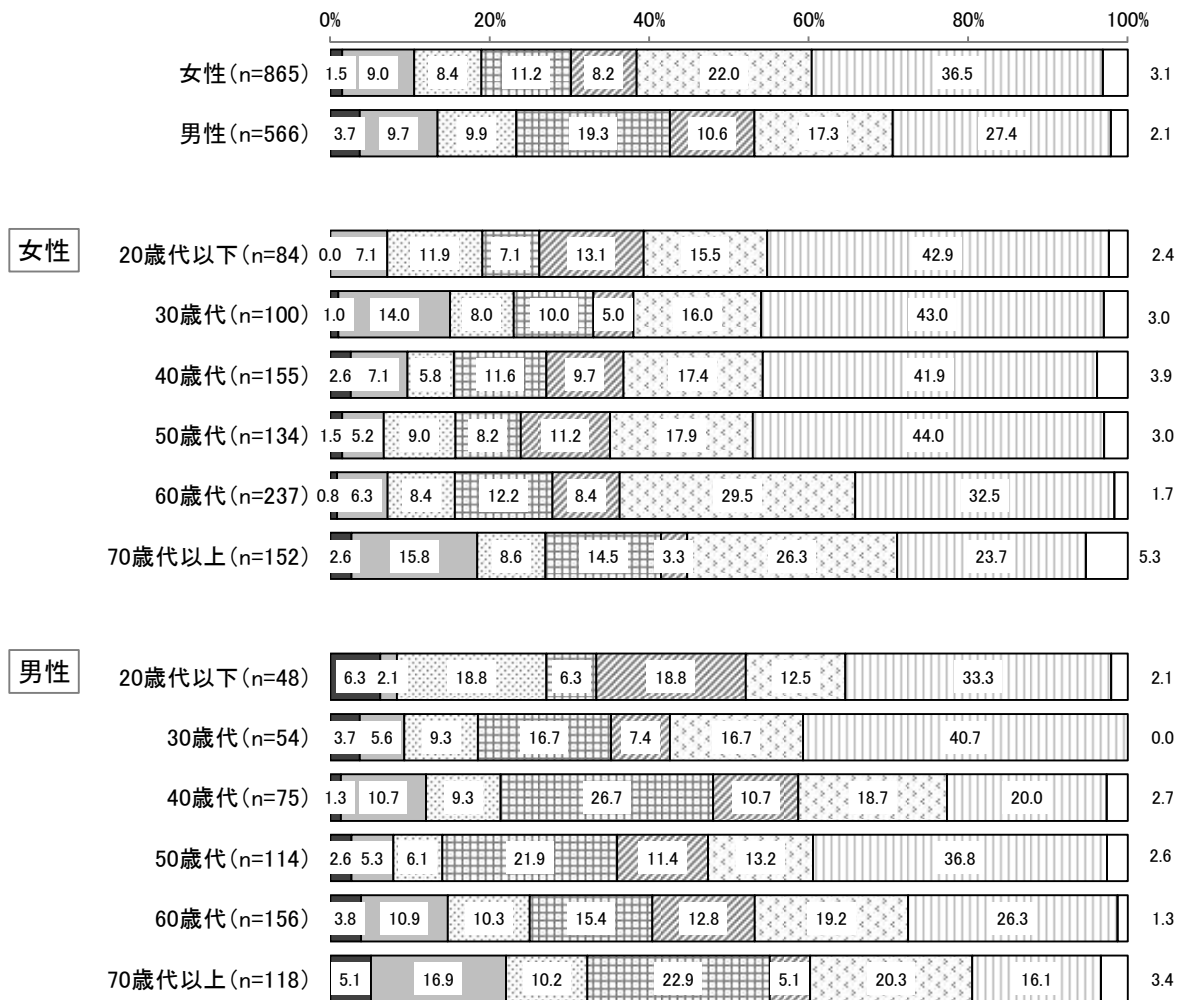 0% 20% 40% 60% 80% 100%
女性(n=865) 1.5 9.0 8.4 11.2 8.2 22.0 36.5 3.1
男性(n=566) 3.7 9.7 9.9 19.3 10.6 17.3 27.4 2.1
女性
20歳代以下(n=84) 0.0 7.1 11.9 7.1 13.1 15.5 42.9 2.4
30歳代(n=100) 1.0 14.0 8.0 10.0 5.0 16.0 43.0 3.0
40歳代(n=155) 2.6 7.1 5.8 11.6 9.7 17.4 41.9 3.9
50歳代(n=134) 1.5 5.2 9.0 8.2 11.2 17.9 44.0 3.0
60歳代(n=237) 0.8 6.3 8.4 12.2 8.4 29.5 32.5 1.7
70歳代以上(n=152) 2.6 15.8 8.6 14.5 3.3 26.3 23.7 5.3
男性
20歳代以下(n=48) 6.3 2.1 18.8 6.3 18.8 12.5 33.3 2.1
30歳代(n=54) 3.7 5.6 9.3 16.7 7.4 16.7 40.7 0.0
40歳代(n=75) 1.3 10.7 9.3 26.7 10.7 18.7 20.0 2.7
50歳代(n=114) 2.6 5.3 6.1 21.9 11.4 13.2 36.8 2.6
60歳代(n=156) 3.8 10.9 10.3 15.4 12.8 19.2 26.3 1.3
70歳代以上(n=118) 5.1 16.9 10.2 22.9 5.1 20.3 16.1 3.4